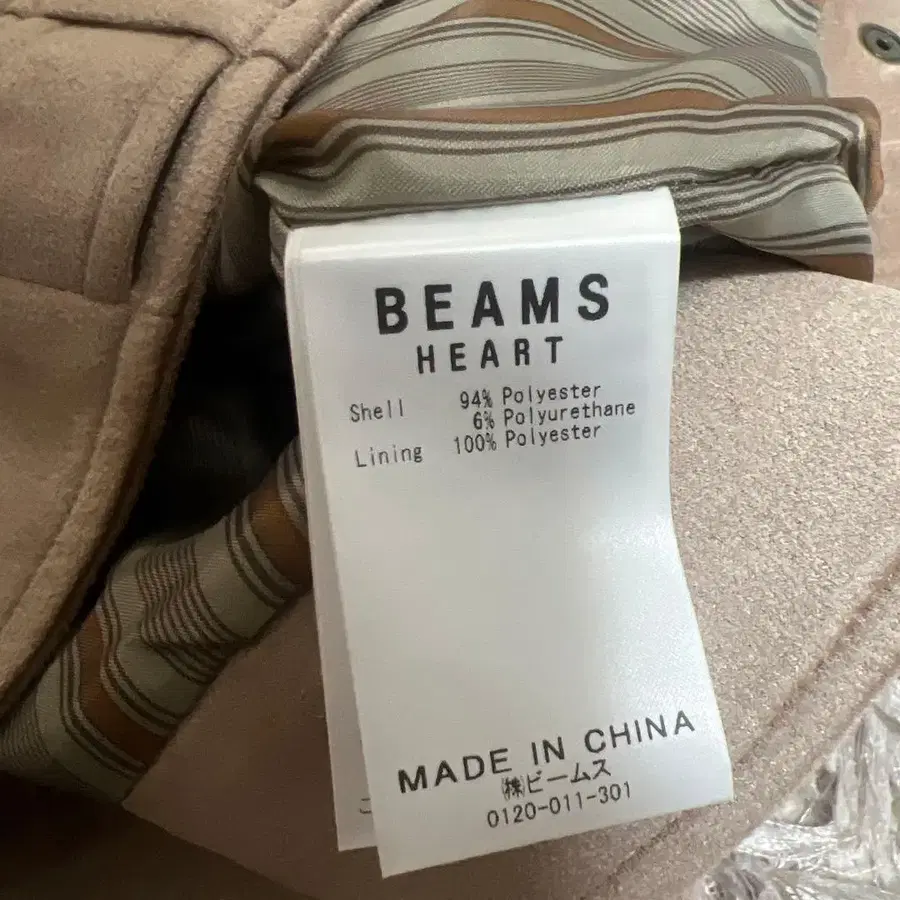 BEAMS
HEART
Shell 94% Polyester
6% Polyurethane
Lining 100% Polyester
MADE IN CHINA
㈱ビームス
0120-011-301